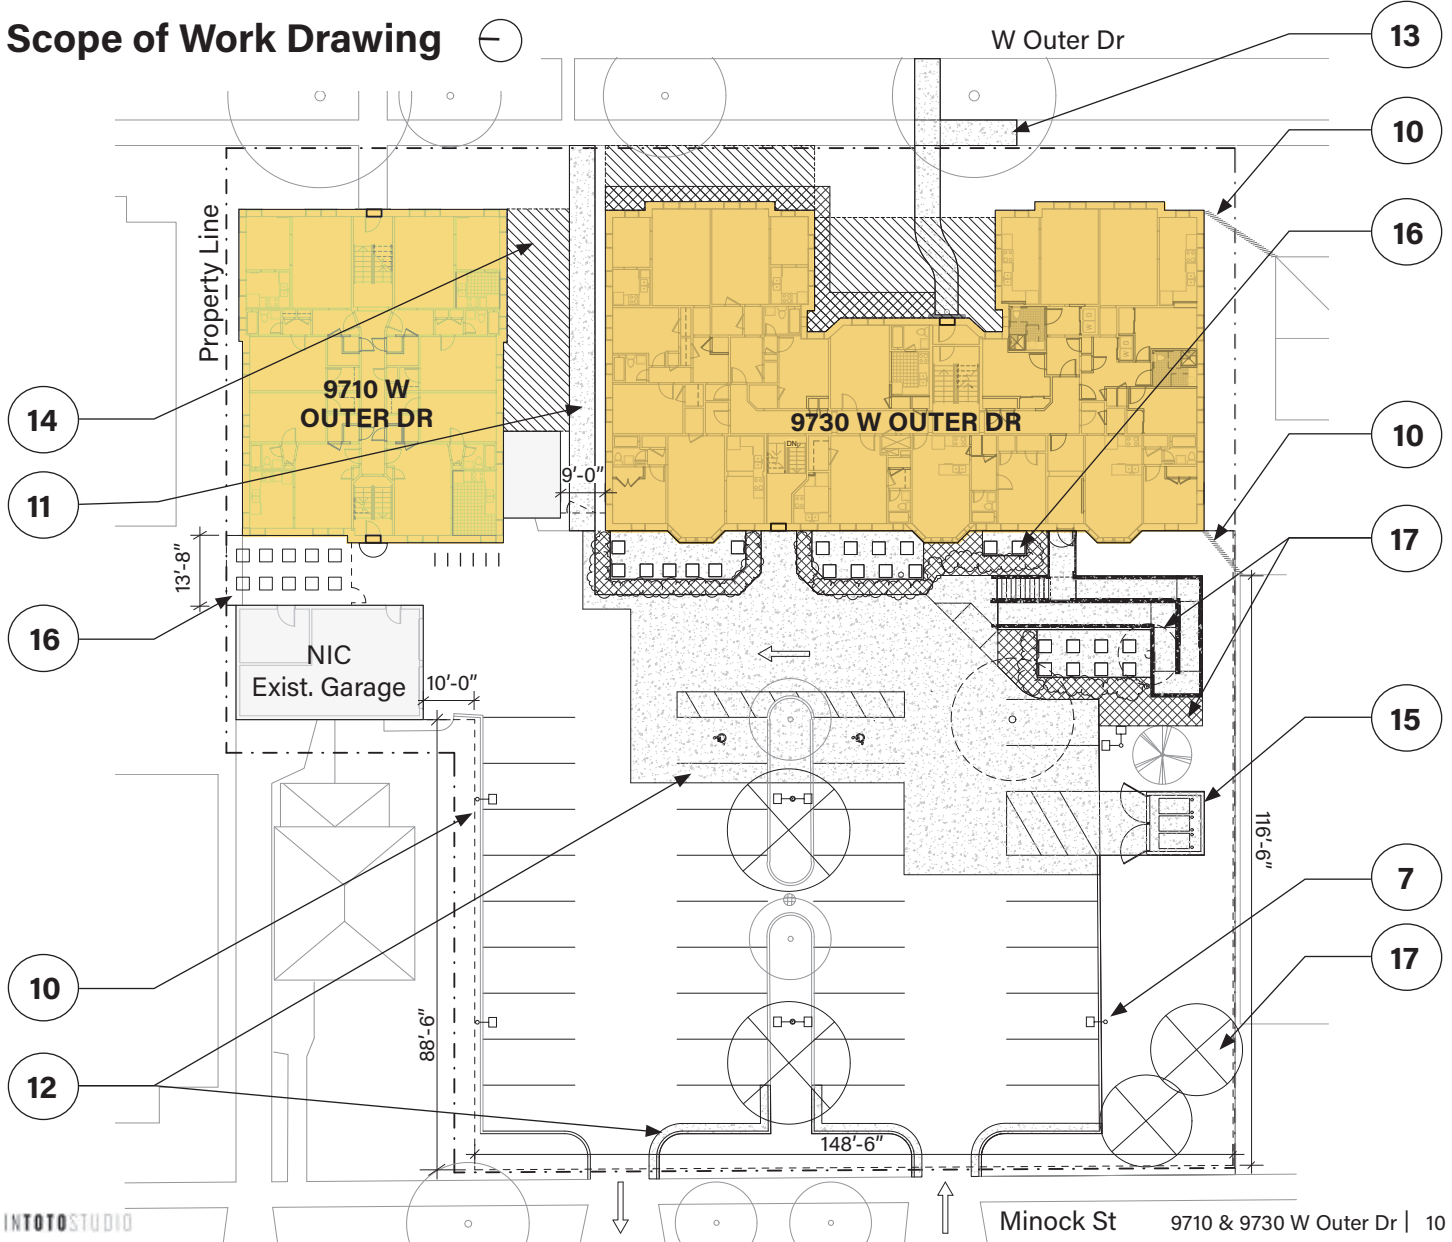 Scope of Work Drawing
W Outer Dr
13
10
16
Property Line
9710 W
OUTER DR
9730 W OUTER DR
14
10
DN
9'-0"
11
17
13'-8"
16
NIC
Exist. Garage
10'-0"
15
116'-6"
7
17
10
88'-6"
12
148'-6"
INTOTOSTUDIO
Minock St
9710 & 9730 W Outer Dr | 10